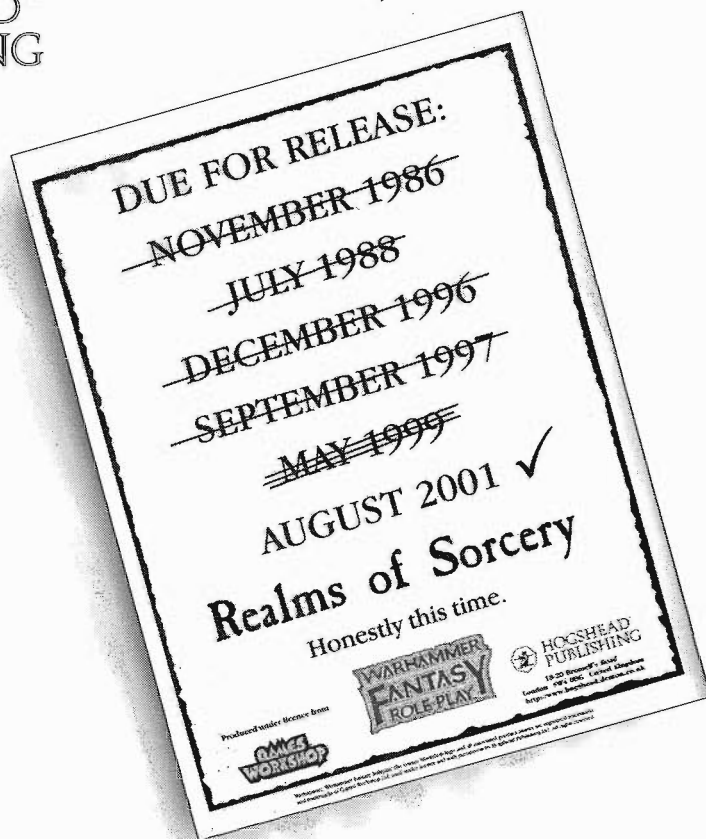 NG
DUE FOR RELEASE:
NOVEMBER 1986
JULY 1988
DECEMBER 1996
SEPTEMBER 1997
MAY 1999
AUGUST 2001 ✓
Realms of Sorcery
Honestly this time.
WARHAMMER
FANTASY
ROLE-PLAY
HOGSHEAD
PUBLISHING
Produced under licence from
GAMES
WORKSHOP